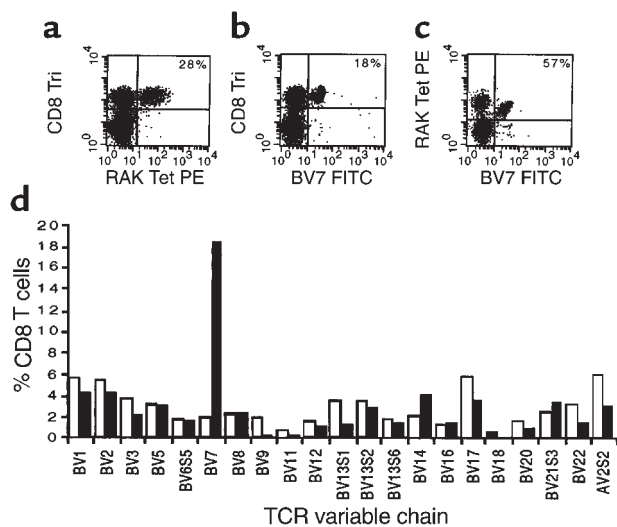 a
CD8 Tri
10⁴
10⁰
28%
10⁰ 10¹ 10² 10³ 10⁴
RAK Tet PE
b
CD8 Tri
10⁴
10⁰
18%
10⁰ 10¹ 10² 10³ 10⁴
BV7 FITC
c
RAK Tet PE
10⁴
10⁰
57%
10⁰ 10¹ 10² 10³ 10⁴
BV7 FITC
d
% CD8 T cells
20
18
16
14
12
10
8
6
4
2
0
BV1
BV2
BV3
BV5
BV6S5
BV7
BV8
BV9
BV11
BV12
BV13S1
BV13S2
BV13S6
BV14
BV16
BV17
BV18
BV20
BV21S3
BV22
AV2S2
TCR variable chain